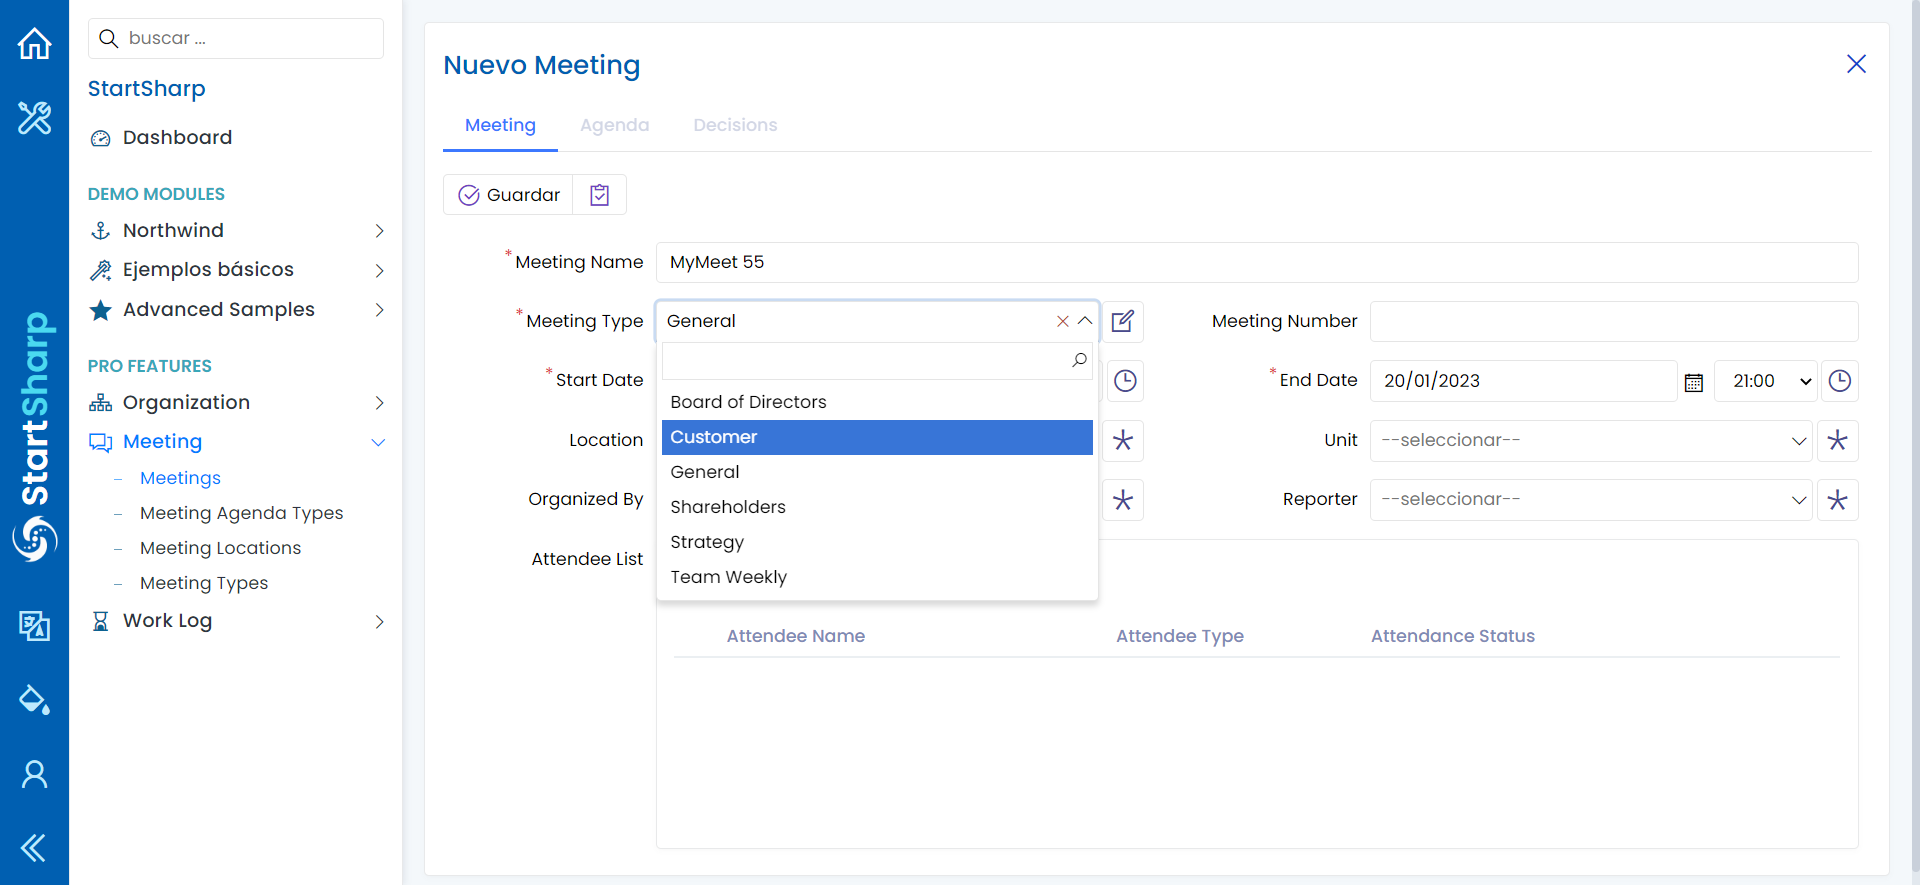 buscar ...
StartSharp
Dashboard
DEMO MODULES
Northwind
Ejemplos básicos
Advanced Samples
PRO FEATURES
Organization
Meeting
Meetings
Meeting Agenda Types
Meeting Locations
Meeting Types
Work Log
StartSharp
Nuevo Meeting
Meeting Agenda Decisions
Guardar
* Meeting Name MyMeet 55
* Meeting Type General
Meeting Number
Board of Directors
Customer
General
Shareholders
Strategy
Team Weekly
* Start Date
* End Date 20/01/2023 21:00
Location
Unit --seleccionar--
Organized By
Reporter --seleccionar--
Attendee List
Attendee Name Attendee Type Attendance Status